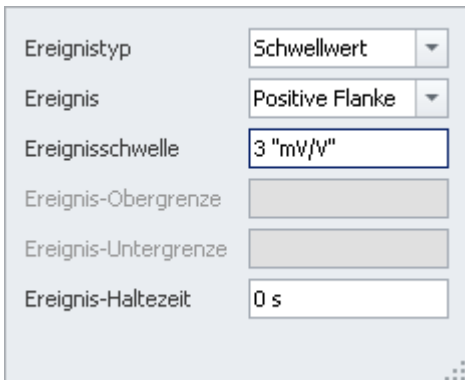 Ereignistyp Schwellwert
Ereignis Positive Flanke
Ereignisschwelle 3 "mV/V"
Ereignis-Obergrenze
Ereignis-Untergrenze
Ereignis-Haltezeit 0 s